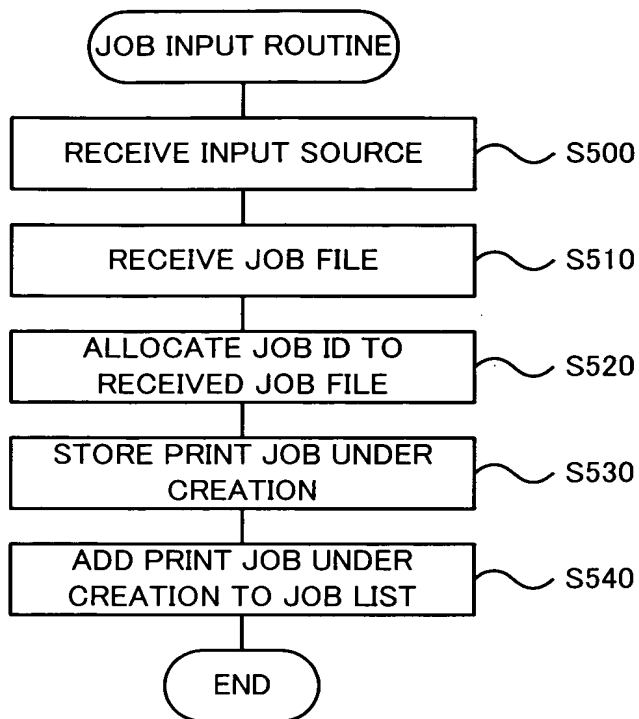 JOB INPUT ROUTINE
RECEIVE INPUT SOURCE
S500
RECEIVE JOB FILE
S510
ALLOCATE JOB ID TO
RECEIVED JOB FILE
S520
STORE PRINT JOB UNDER
CREATION
S530
ADD PRINT JOB UNDER
CREATION TO JOB LIST
S540
END